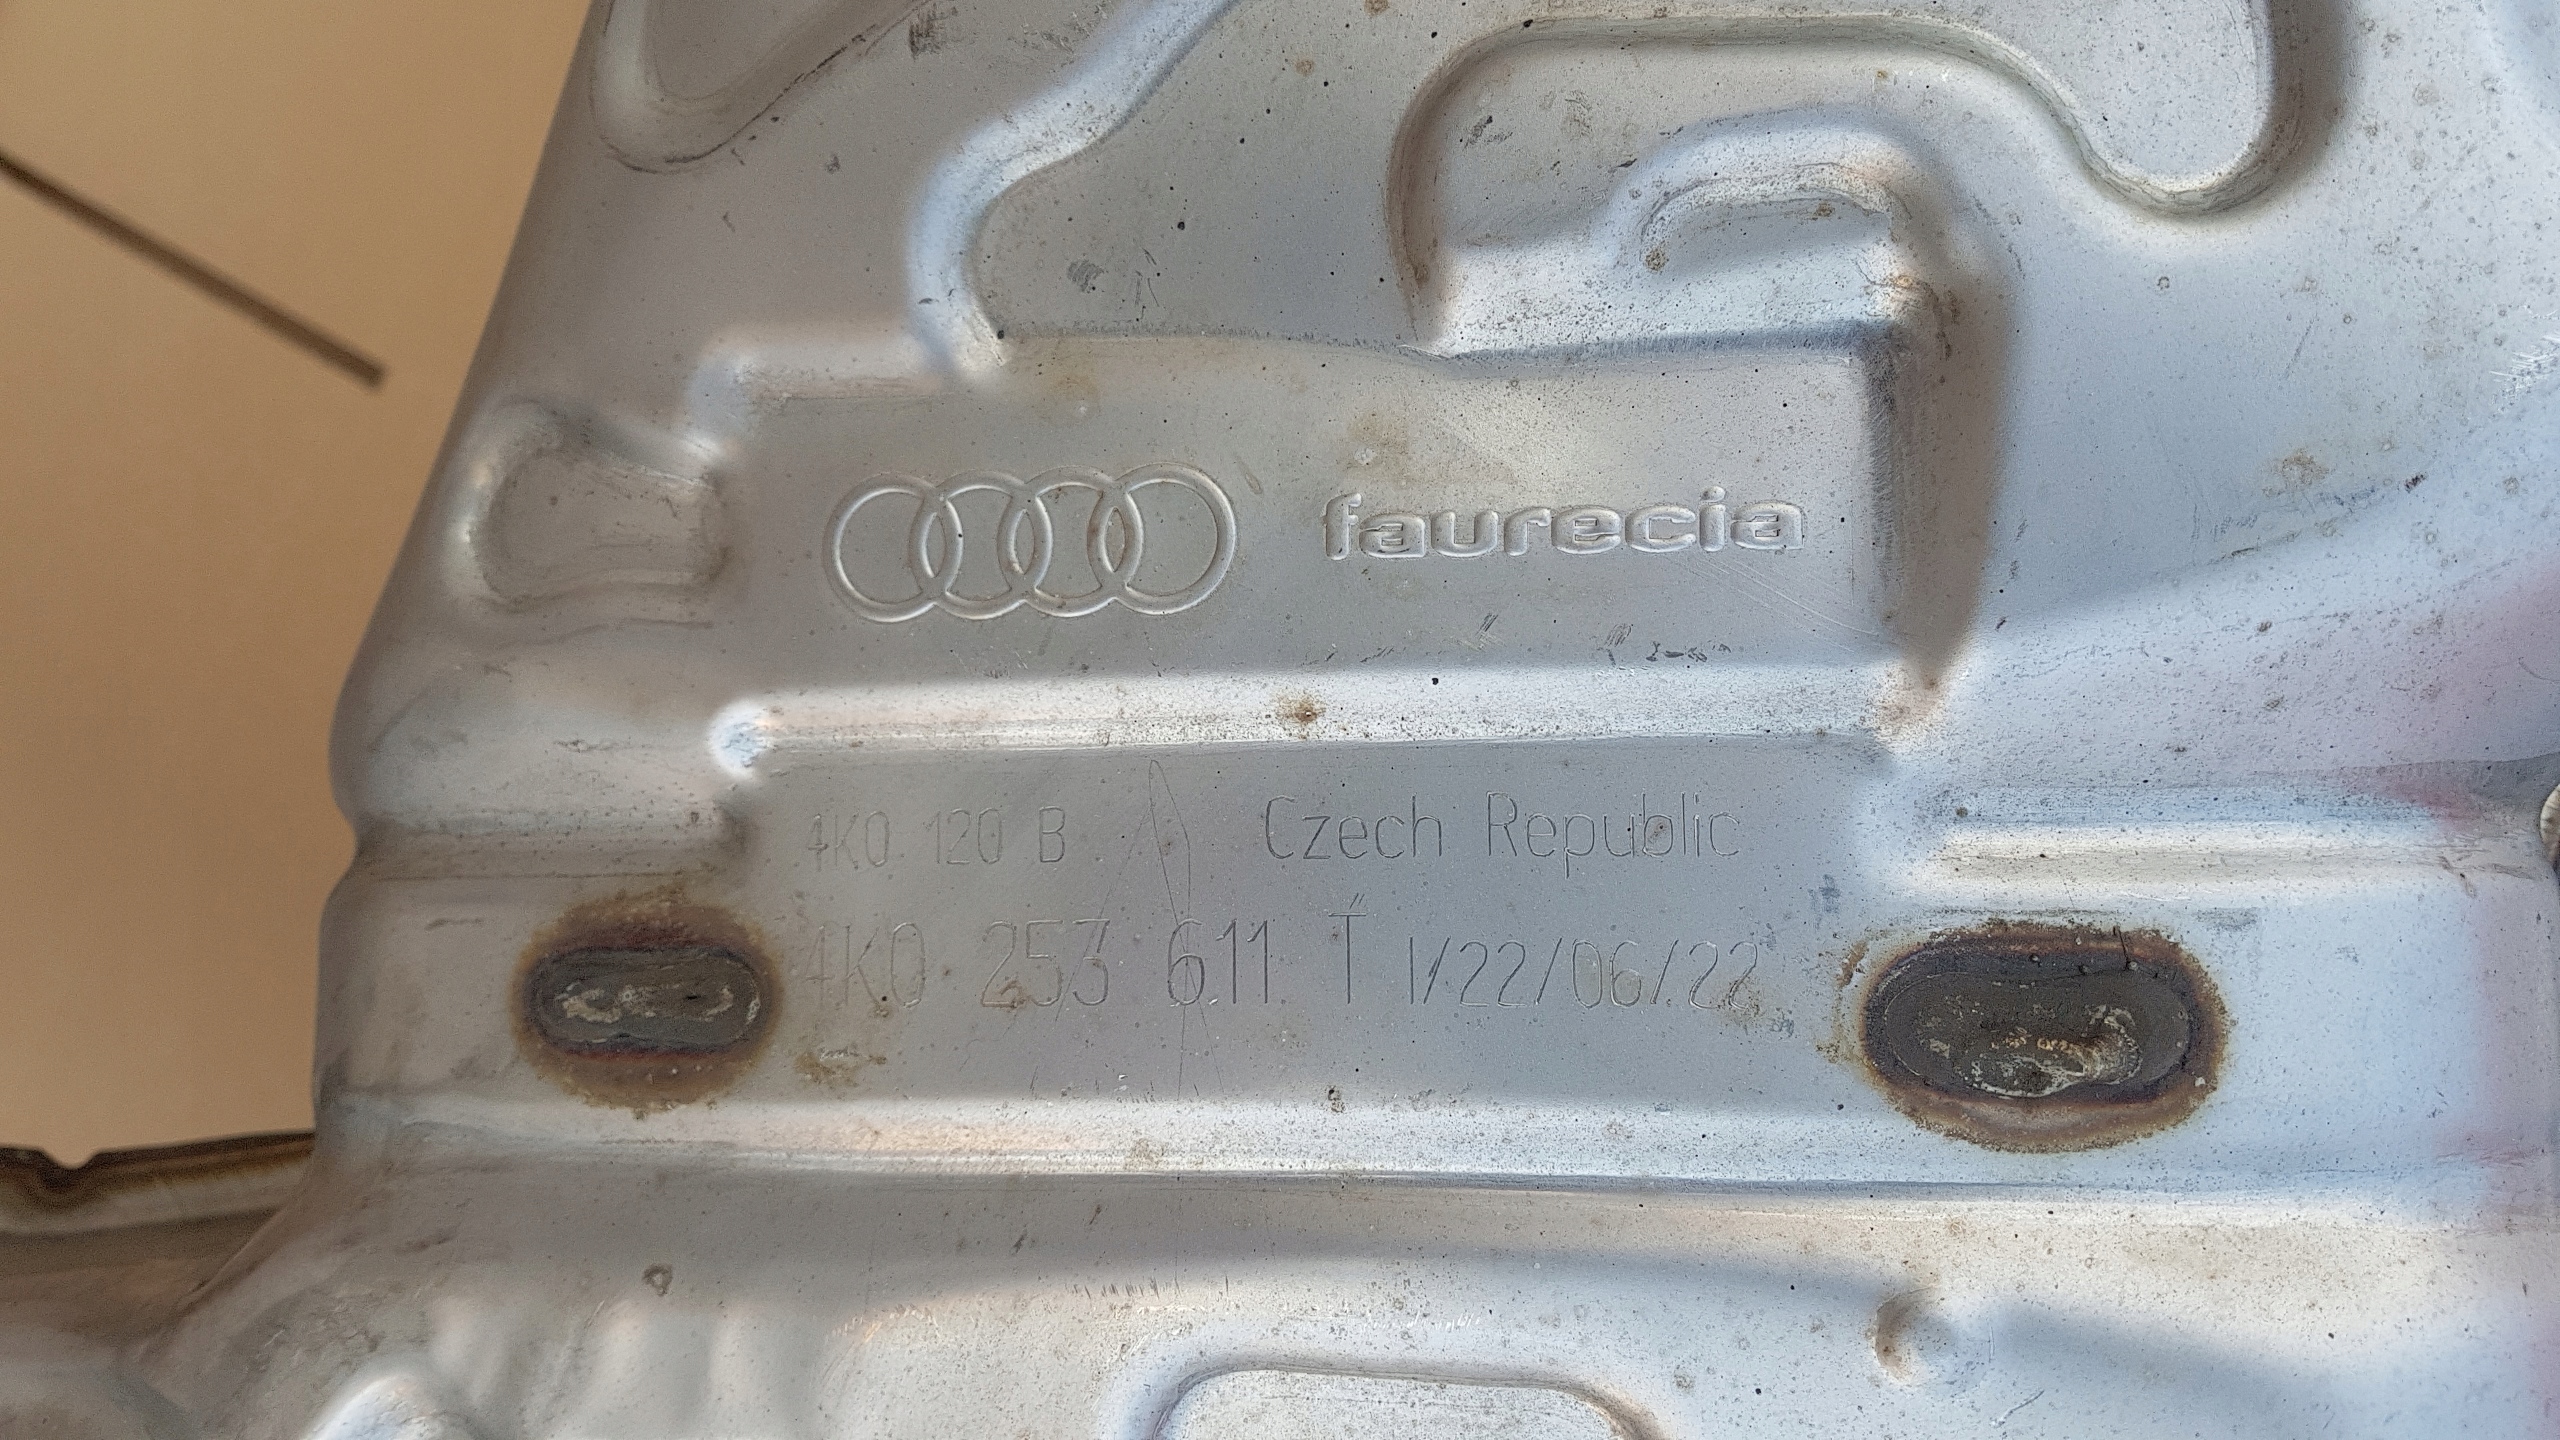 faurecia
4K0 120 B Czech Republic
4K0 253 611 T 1/22/06/22